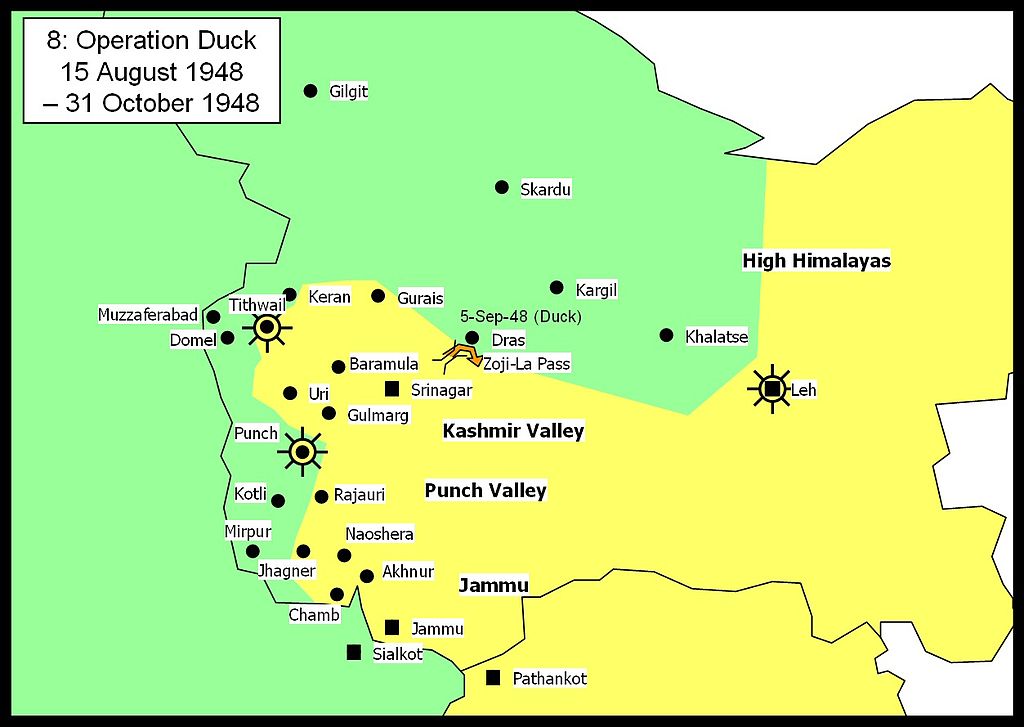 8: Operation Duck
15 August 1948
– 31 October 1948
Gilgit
Skardu
High Himalayas
Kargil
Keran
Gurais
Tithwail
Muzzaferabad
5-Sep-48 (Duck)
Domel
Dras
Khalatse
Baramula
Zoji-La Pass
Srinagar
Leh
Uri
Gulmarg
Punch
Kashmir Valley
Punch Valley
Kotli
Rajauri
Mirpur
Naoshera
Jhagner
Akhnur
Jammu
Chamb
Jammu
Sialkot
Pathankot